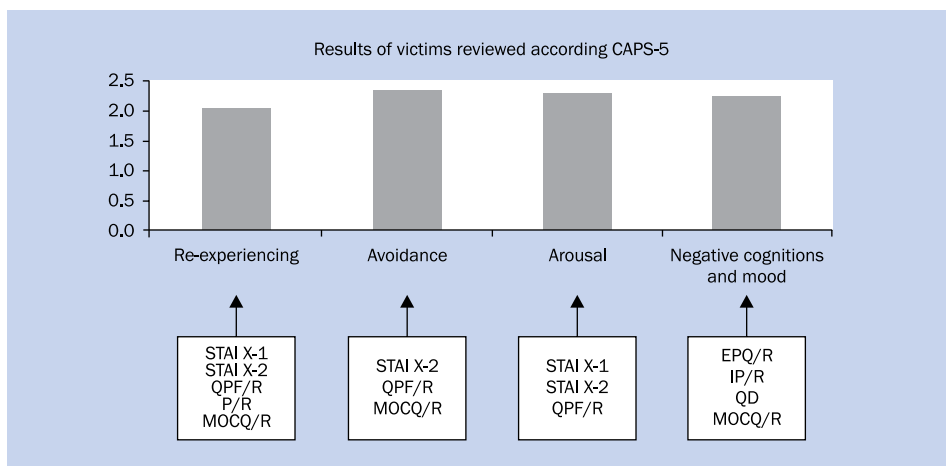 Results of victims reviewed according CAPS-5
2.5
2.0
1.5
1.0
0.5
0.0
Re-experiencing
Avoidance
Arousal
Negative cognitions
and mood
STAI X-1
STAI X-2
QPF/R
P/R
MOCQ/R
STAI X-2
QPF/R
MOCQ/R
STAI X-1
STAI X-2
QPF/R
EPQ/R
IP/R
QD
MOCQ/R